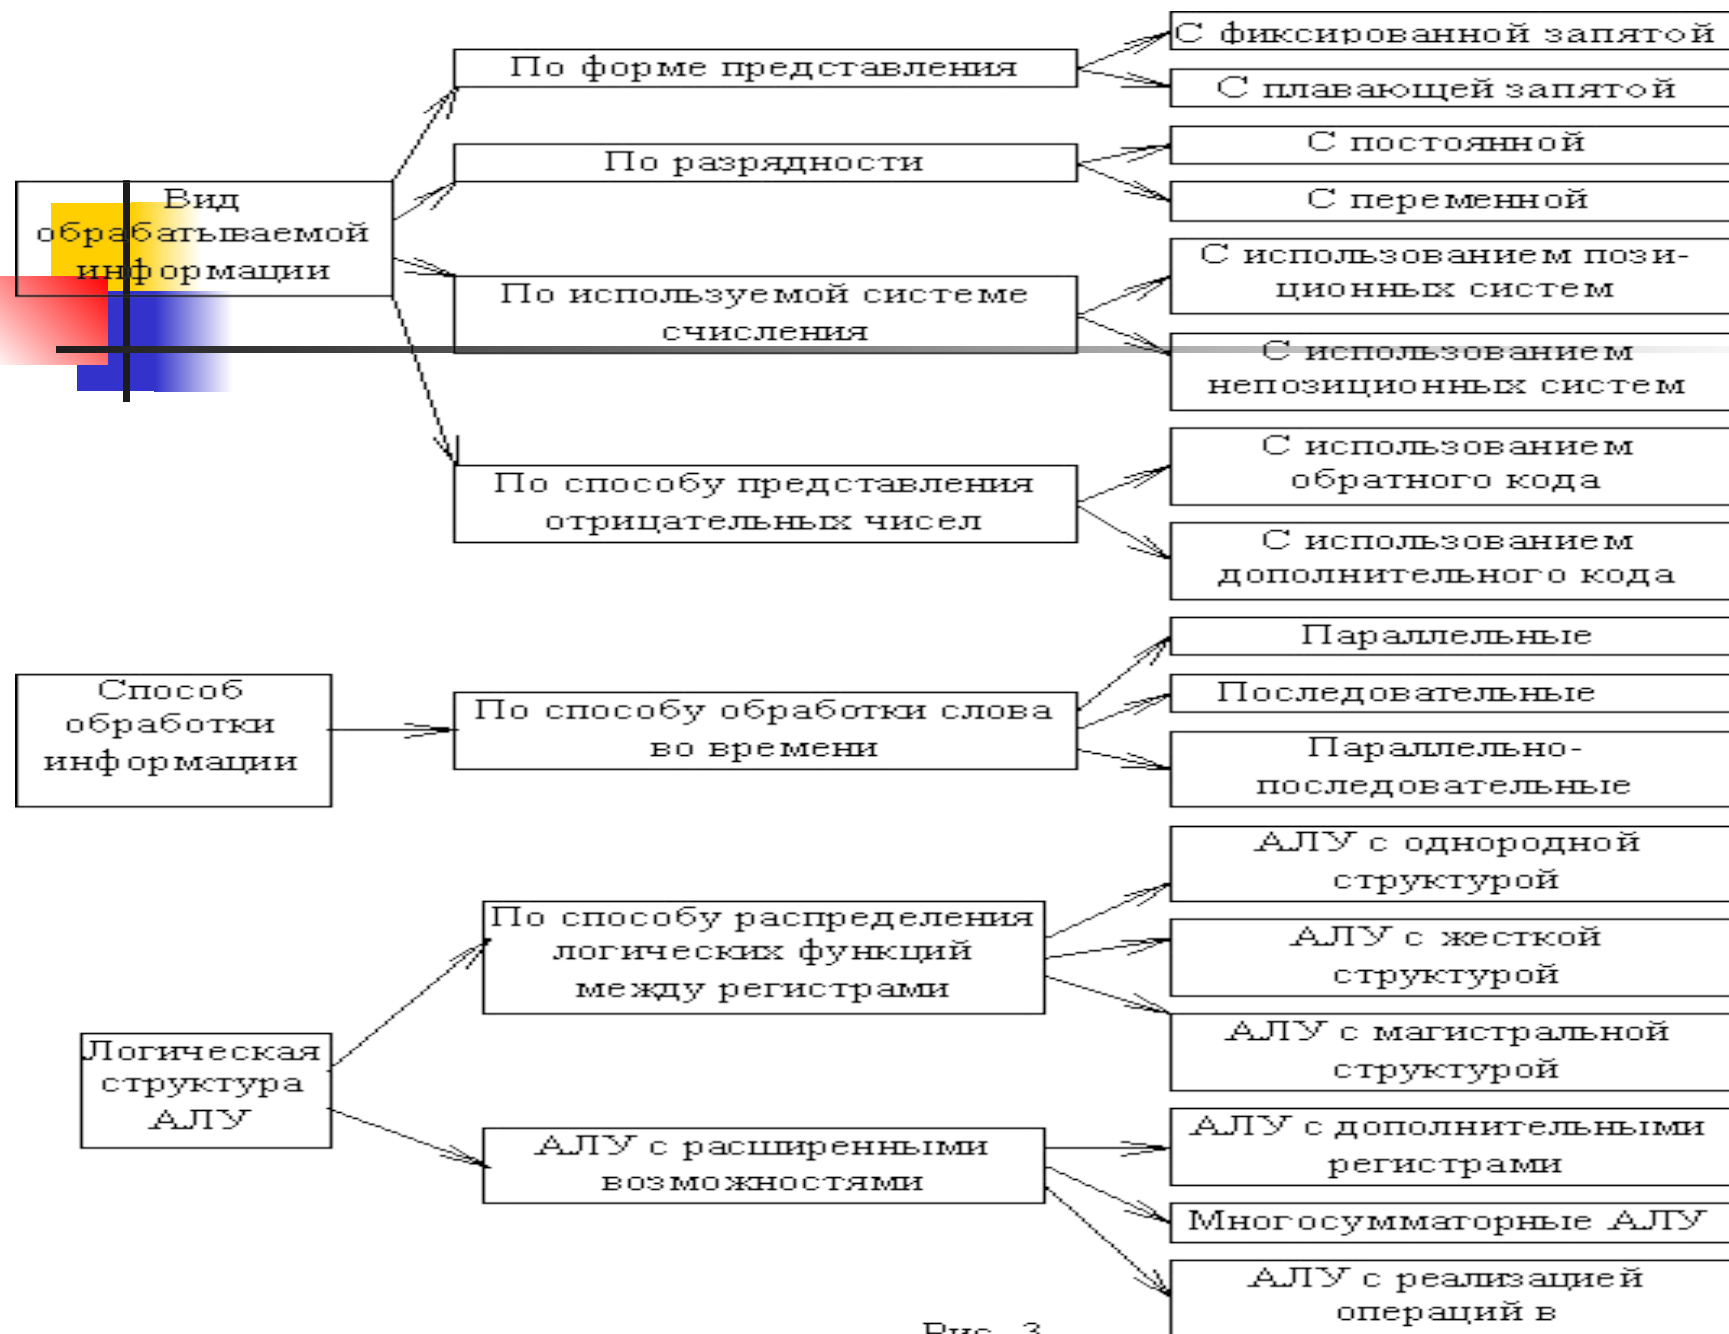 Вид
обрабатываемой
информации
По форме представления
С фиксированной запятой
С плавающей запятой
По разрядности
С постоянной
С переменной
По используемой системе
счисления
С использованием пози-
ционных систем
С использованием
непозиционных систем
По способу представления
отрицательных чисел
С использованием
обратного кода
С использованием
дополнительного кода
Способ
обработки
информации
По способу обработки слова
во времени
Параллельные
Последовательные
Параллельно-
последовательные
Логическая
структура
АЛУ
По способу распределения
логических функций
между регистрами
АЛУ с однородной
структурой
АЛУ с жесткой
структурой
АЛУ с магистральной
структурой
АЛУ с расширенными
возможностями
АЛУ с дополнительными
регистрами
Многосумматорные АЛУ
АЛУ с реализацией
операций в
Рис. 3